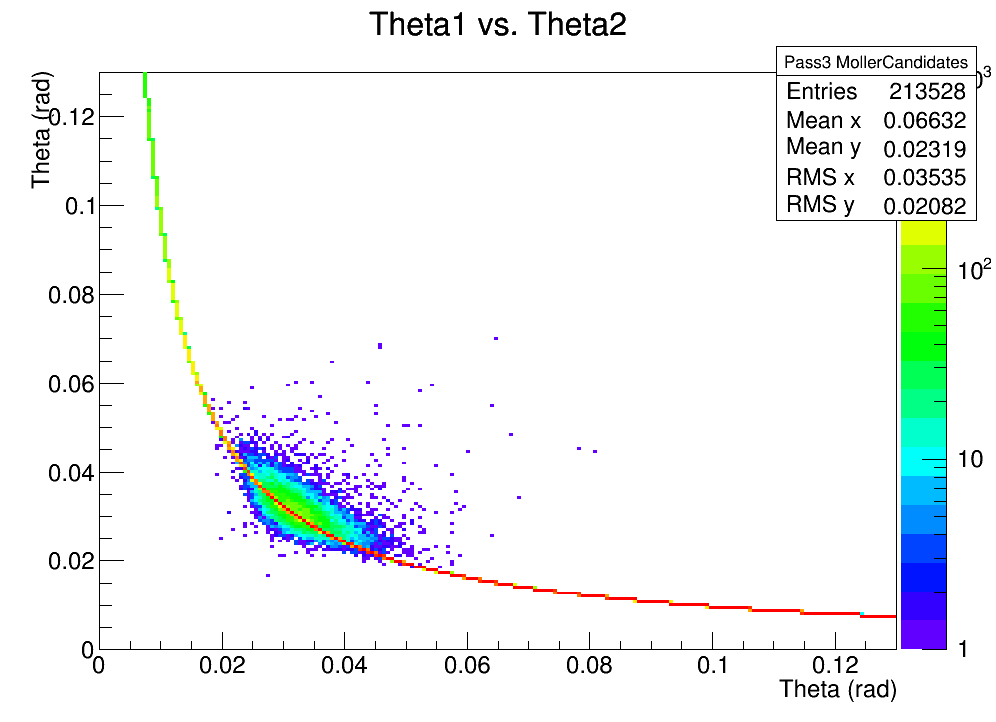 Theta1 vs. Theta2
Pass3 MollerCandidates
Entries 213528
Mean x 0.06632
Mean y 0.02319
RMS x 0.03535
RMS y 0.02082
Theta (rad)
0.12
0.1
0.08
0.06
0.04
0.02
0
0 0.02 0.04 0.06 0.08 0.1 0.12
Theta (rad)
10²
10
1